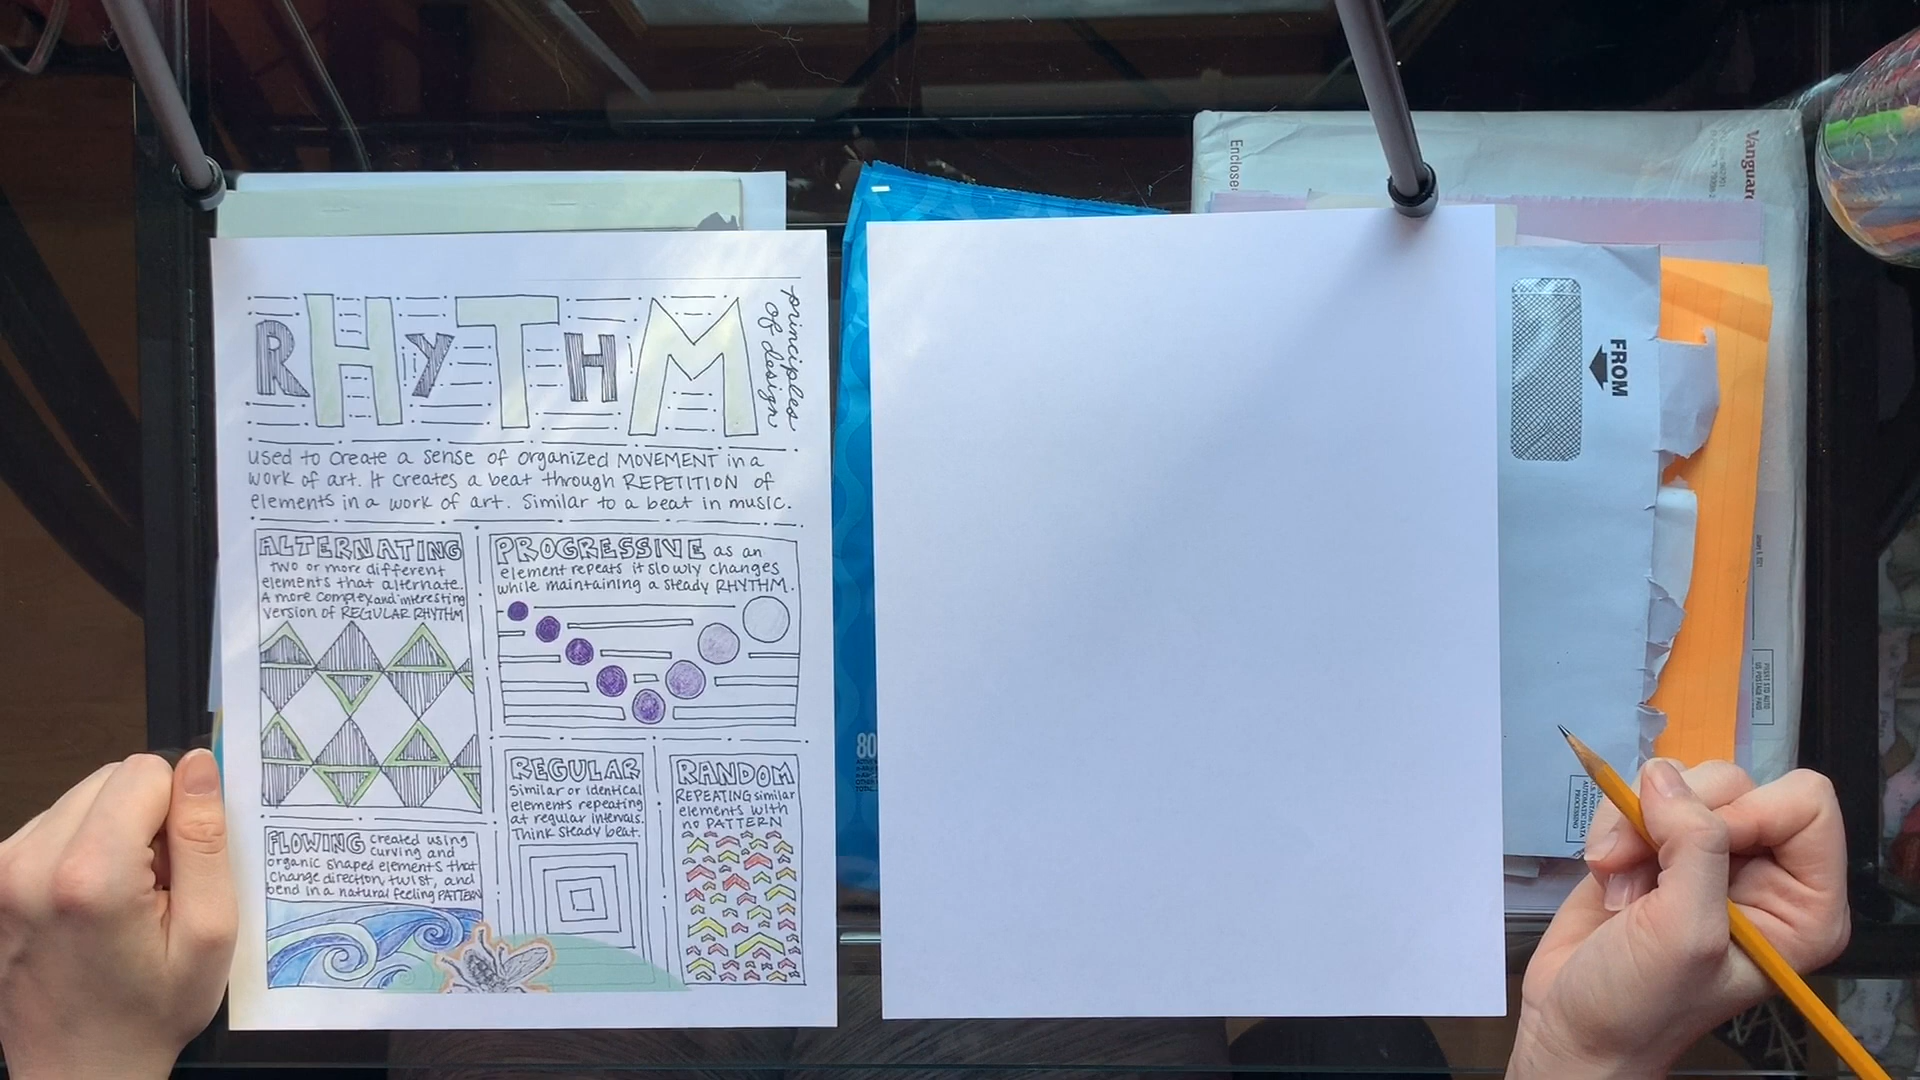 RHyTHM
principles
of design
used to create a sense of organized MOVEMENT in a
work of art. It creates a beat through REPETITION of
elements in a work of art. Similar to a beat in music.
ALTERNATING
two or more different
elements that alternate.
A more complex and interesting
version of REGULAR RHYTHM
PROGRESSIVE as an
element repeats it slowly changes
while maintaining a steady RHYTHM.
REGULAR
Similar or identical
elements repeating
at regular intervals.
Think steady beat.
RANDOM
REPEATING similar
elements with
no PATTERN
FLOWING created using
curving and
organic shaped elements that
change direction, twist, and
bend in a natural feeling PATTERN
80
Vanguar
FROM